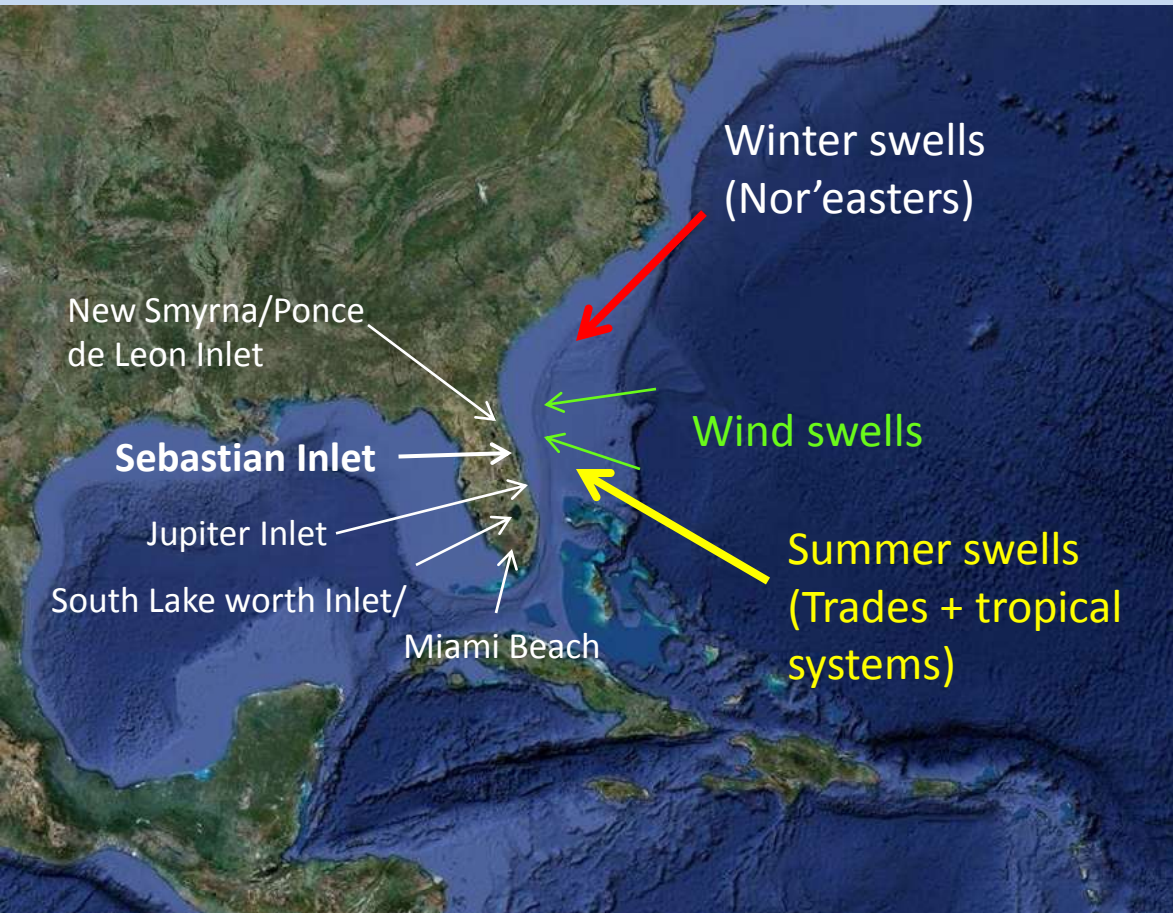 Winter swells
(Nor’easters)
New Smyrna/Ponce
de Leon Inlet
Wind swells
Sebastian Inlet
Jupiter Inlet
Summer swells
(Trades + tropical
systems)
South Lake worth Inlet/
Miami Beach